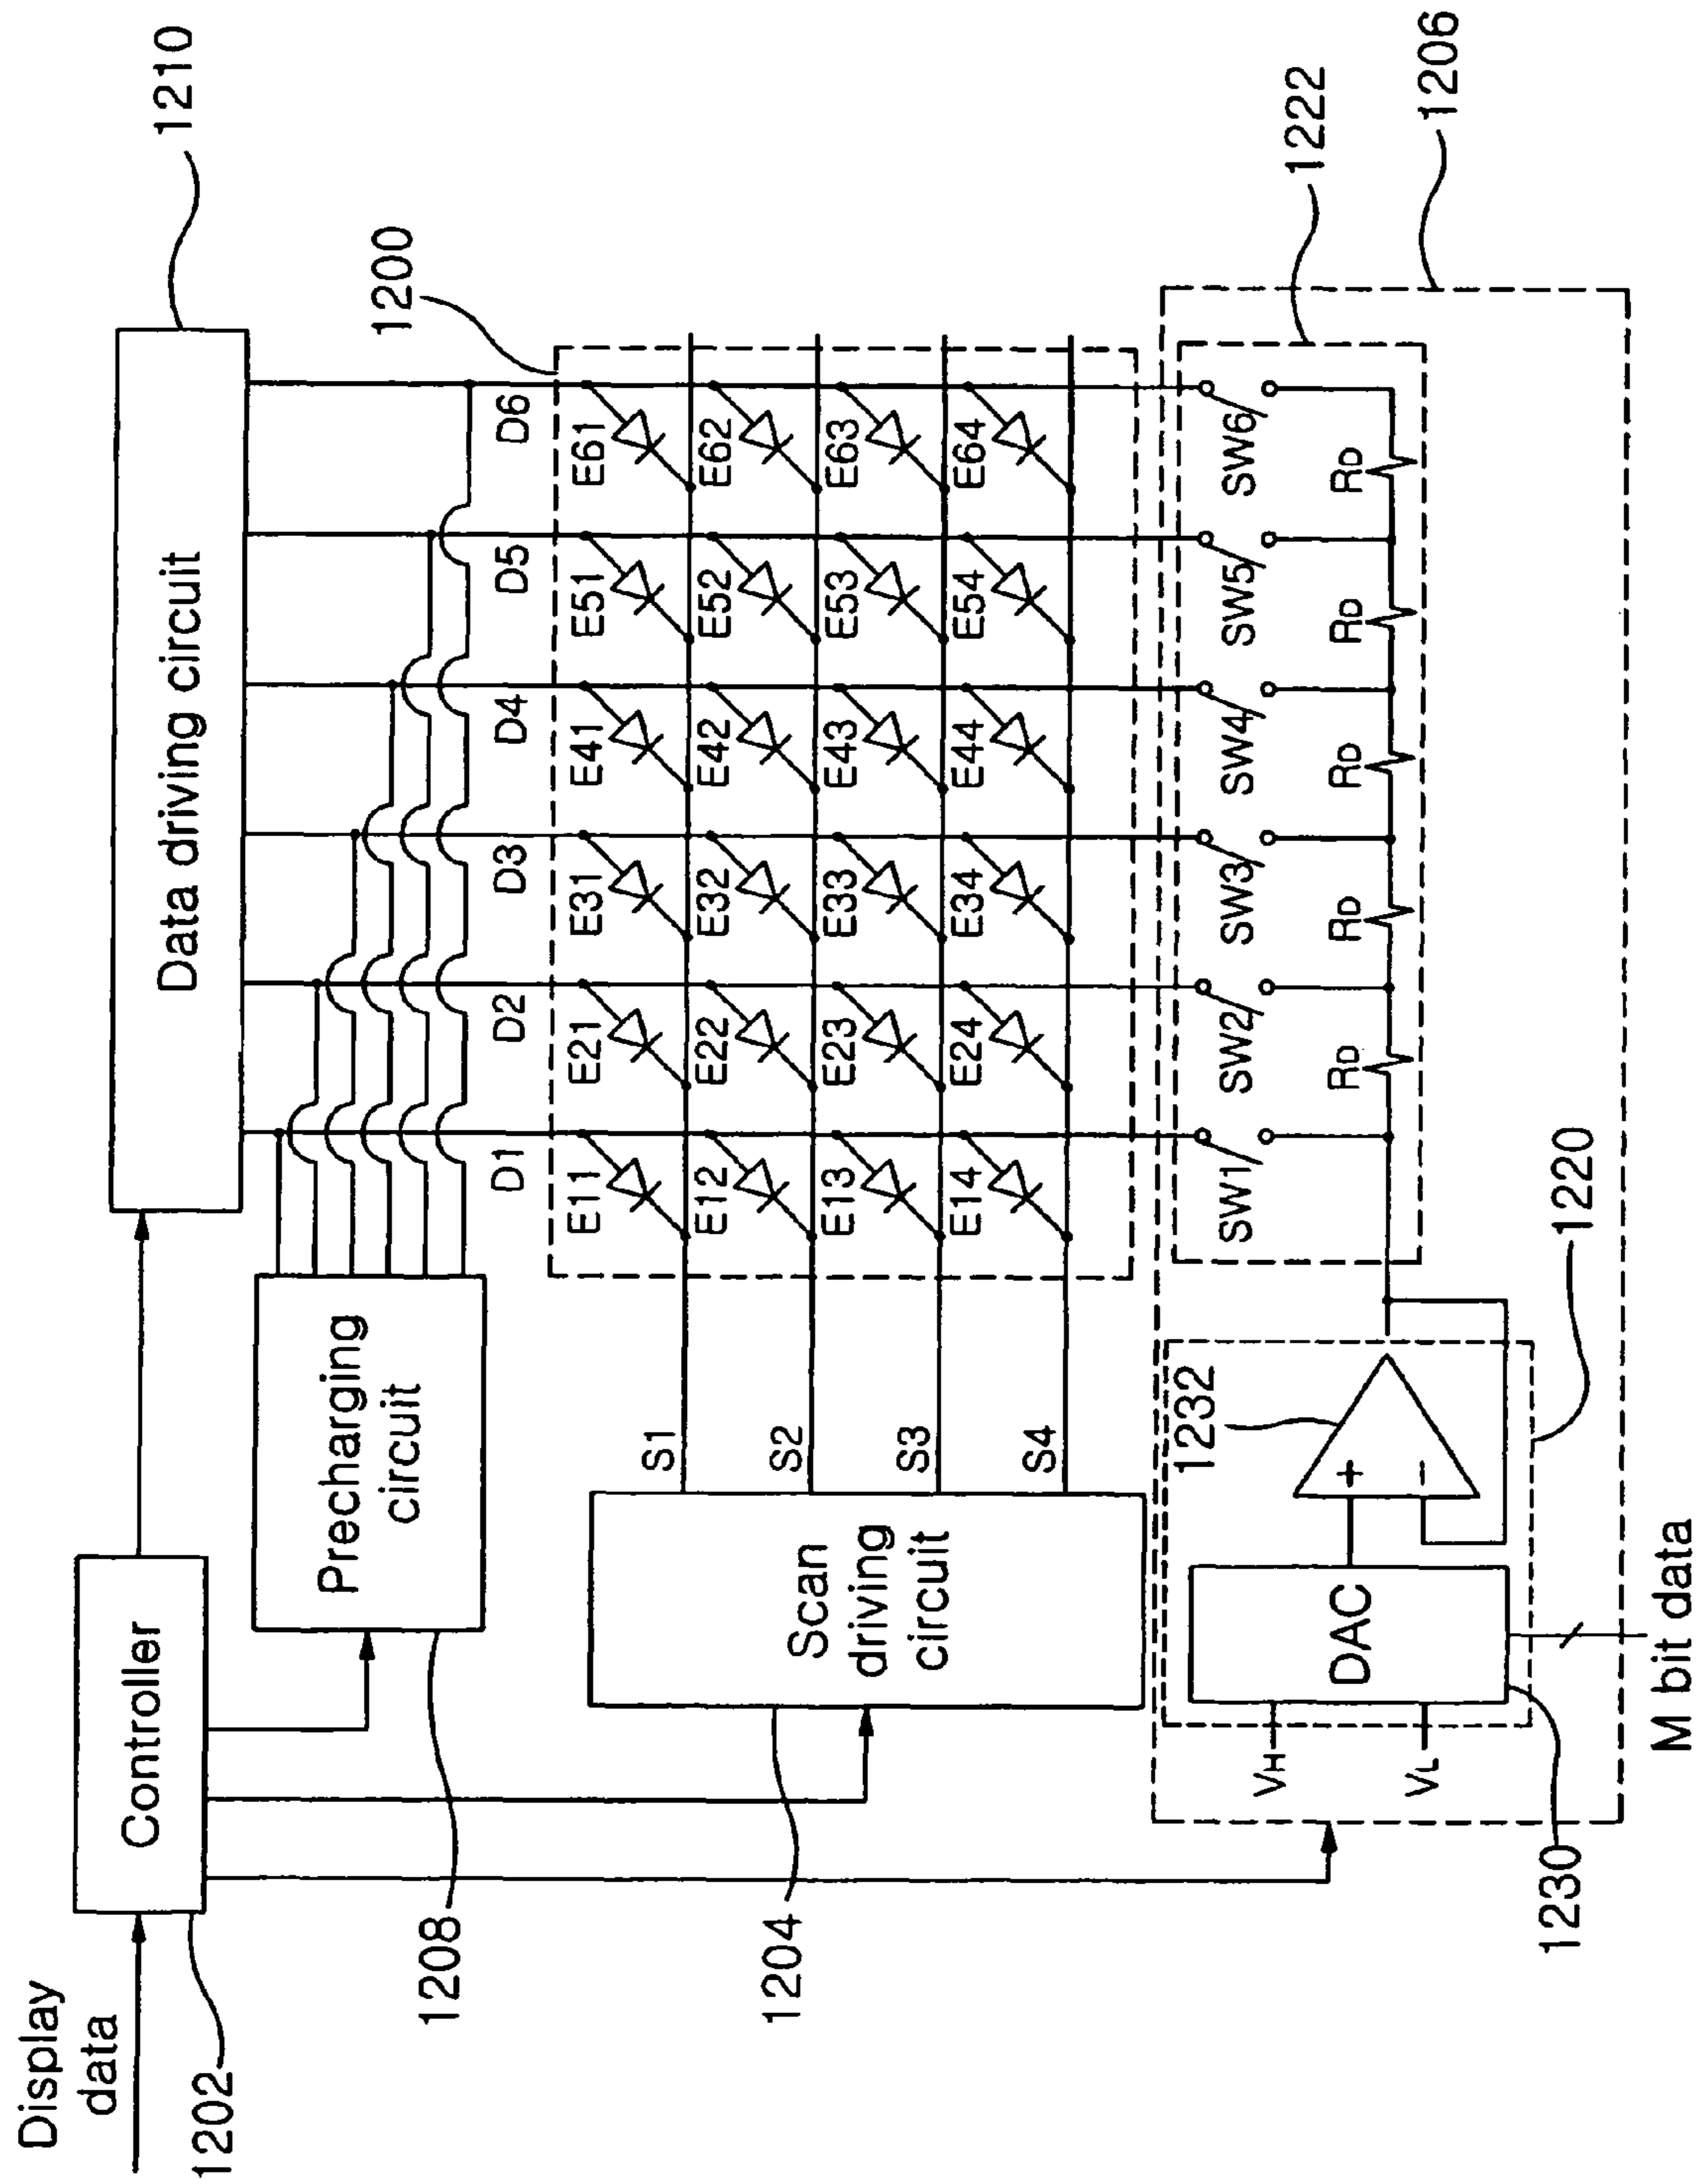 Display
data
1202
Controller
1210
Data driving circuit
1208
Precharging
circuit
1200
D1
D2
D3
D4
D5
D6
1204
Scan
driving
circuit
S1
S2
S3
S4
E11
E21
E31
E41
E51
E61
E12
E22
E32
E42
E52
E62
E13
E23
E33
E43
E53
E63
E14
E24
E34
E44
E54
E64
1222
1206
SW1
SW2
SW3
SW4
SW5
SW6
RD
RD
RD
RD
RD
1232
+
−
1220
DAC
VH
VL
1230
M bit data